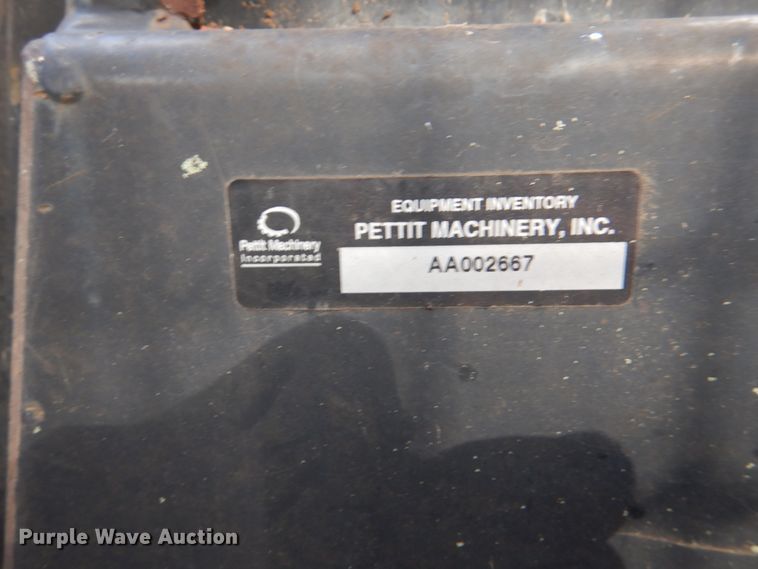 EQUIPMENT INVENTORY
PETTIT MACHINERY, INC.
Pettit Machinery
Incorporated
AA002667
Purple Wave Auction